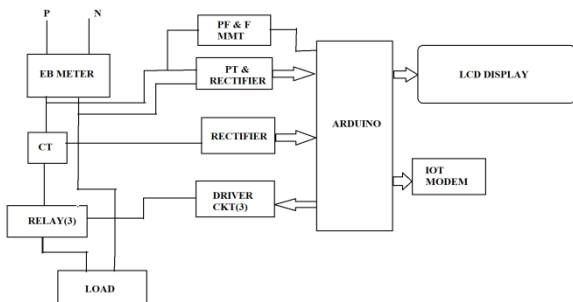 P N
EB METER
PF & F
MMT
PT &
RECTIFIER
CT
RECTIFIER
RELAY(3)
DRIVER
CKT(3)
LOAD
ARDUINO
LCD DISPLAY
IOT
MODEM